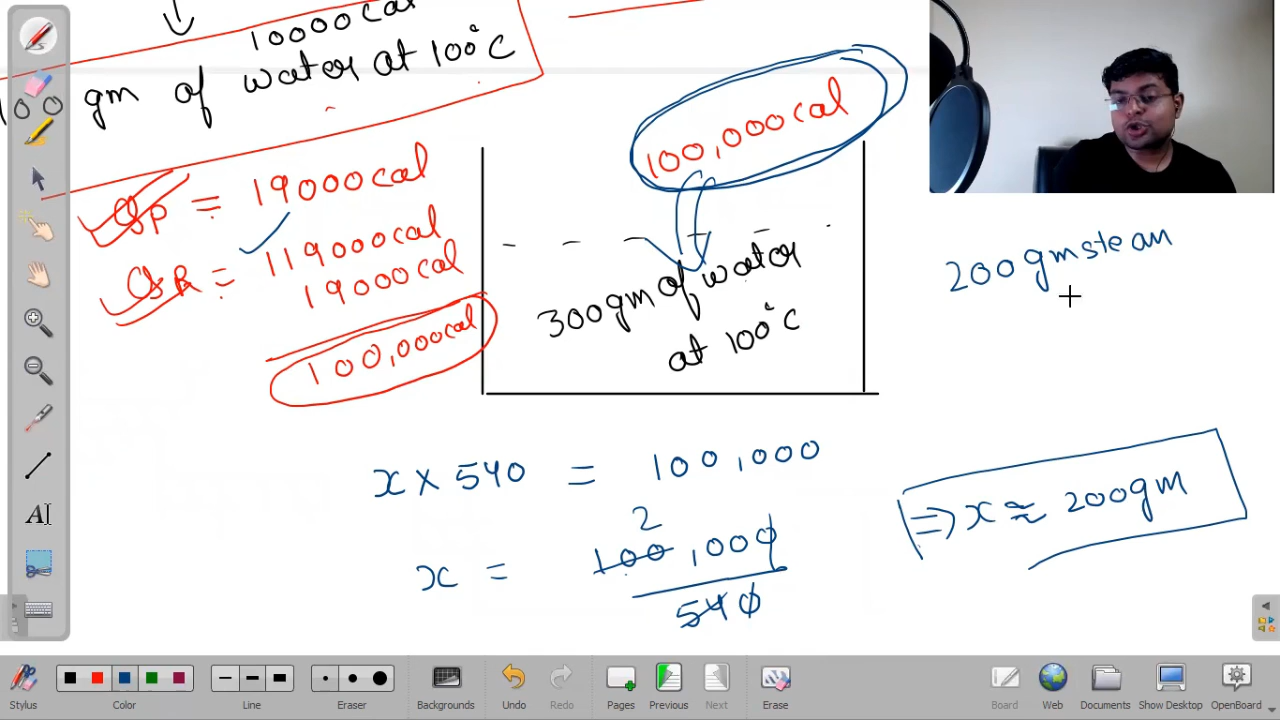 10000 cal
gm of water at 100°C
100,000 cal
QP = 19000 cal
QR = 119000 cal
19000 cal
100,000 cal
300 gm of water
at 100°C
200 gm stean
x × 540 = 100,000
⇒ x ≈ 200 gm
2
x = 100,000
540
Stylus
Color
Line
Eraser
Backgrounds
Undo
Redo
Pages
Previous
Next
Erase
Board
Web
Documents
Show Desktop
OpenBoard